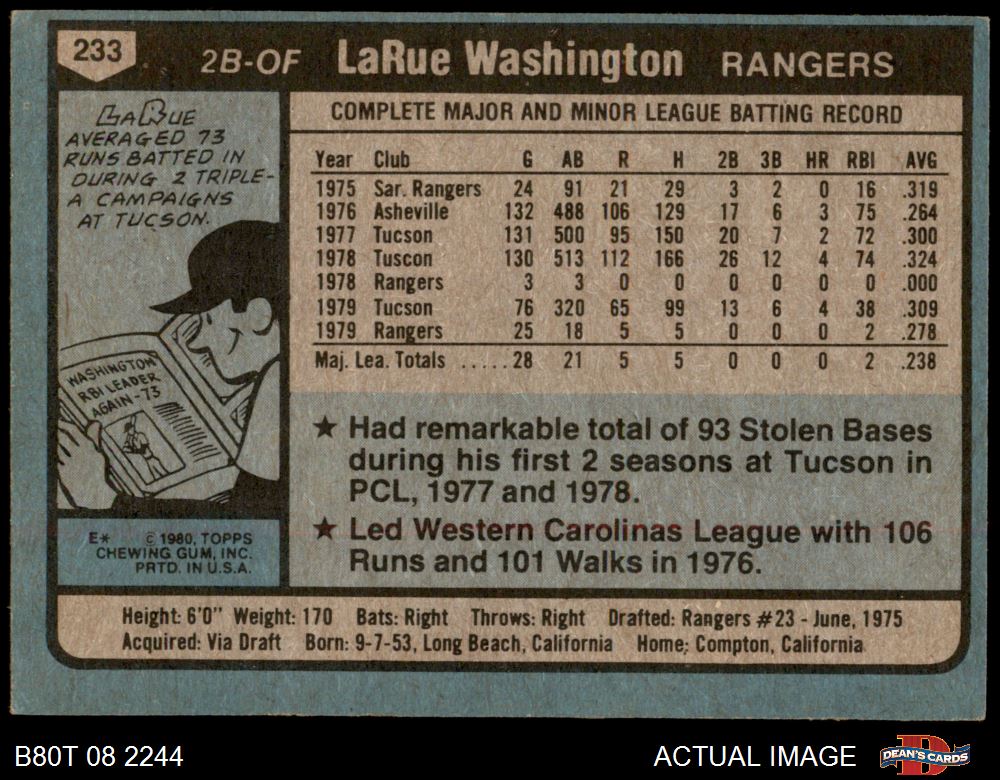 233
2B-OF LaRue Washington RANGERS
LaRue
AVERAGED 73
RUNS BATTED IN
DURING 2 TRIPLE-
A CAMPAIGNS
AT TUCSON.
WASHINGTON
RBI LEADER
AGAIN-73
E* © 1980, TOPPS
CHEWING GUM, INC.
PRTD. IN U.S.A.
COMPLETE MAJOR AND MINOR LEAGUE BATTING RECORD
Year Club G AB R H 2B 3B HR RBI AVG
1975 Sar. Rangers 24 91 21 29 3 2 0 16 .319
1976 Asheville 132 488 106 129 17 6 3 75 .264
1977 Tucson 131 500 95 150 20 7 2 72 .300
1978 Tuscon 130 513 112 166 26 12 4 74 .324
1978 Rangers 3 3 0 0 0 0 0 0 .000
1979 Tucson 76 320 65 99 13 6 4 38 .309
1979 Rangers 25 18 5 5 0 0 0 2 .278
Maj. Lea. Totals .....28 21 5 5 0 0 0 2 .238
★ Had remarkable total of 93 Stolen Bases
during his first 2 seasons at Tucson in
PCL, 1977 and 1978.
★ Led Western Carolinas League with 106
Runs and 101 Walks in 1976.
Height: 6'0" Weight: 170 Bats: Right Throws: Right Drafted: Rangers #23 - June, 1975
Acquired: Via Draft Born: 9-7-53, Long Beach, California Home: Compton, California
B80T 08 2244
ACTUAL IMAGE
DEAN'S CARDS